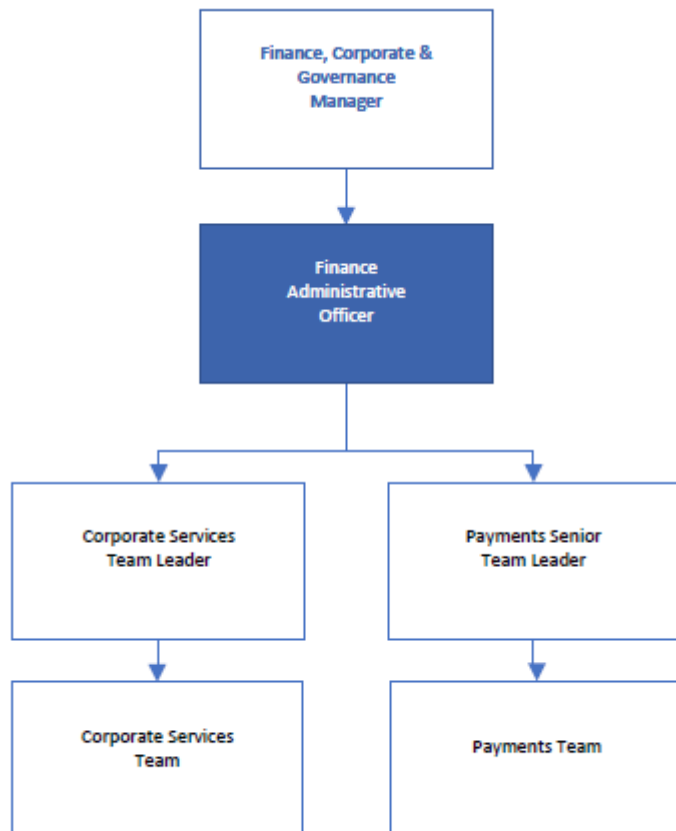 Finance, Corporate &
Governance
Manager
Finance
Administrative
Officer
Corporate Services
Team Leader
Payments Senior
Team Leader
Corporate Services
Team
Payments Team